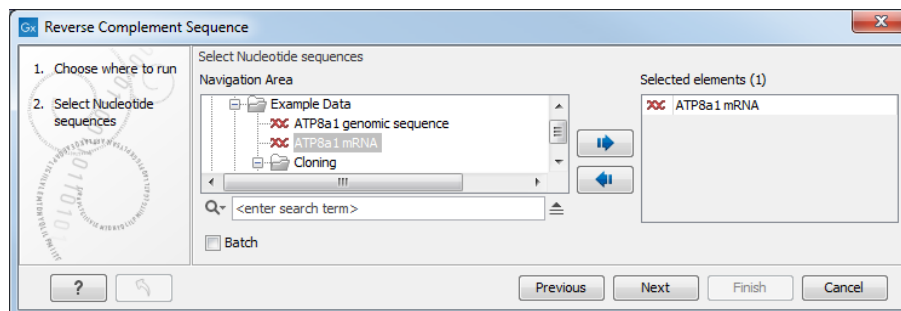 Gx Reverse Complement Sequence
1. Choose where to run
2. Select Nucleotide
sequences
Select Nucleotide sequences
Navigation Area
Example Data
ATP8a1 genomic sequence
ATP8a1 mRNA
Cloning
<enter search term>
Batch
Selected elements (1)
ATP8a1 mRNA
?
Previous
Next
Finish
Cancel